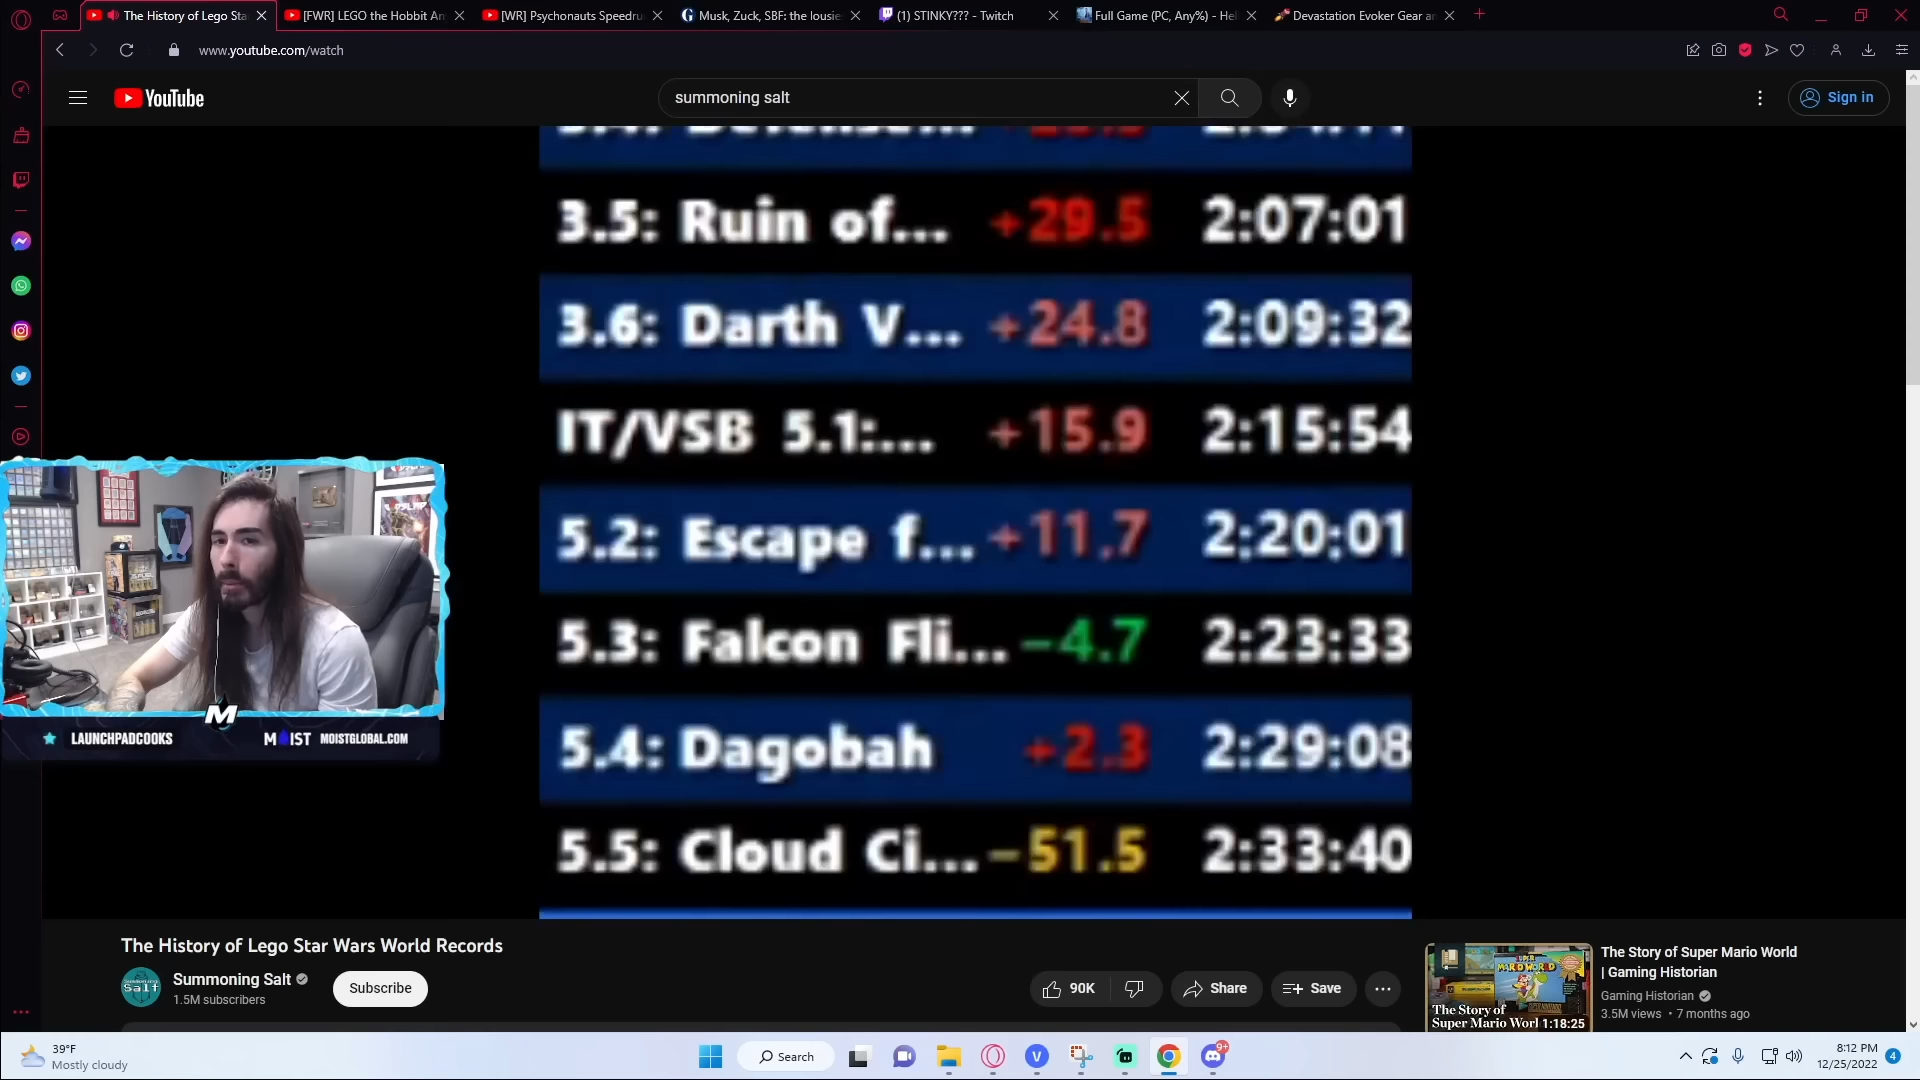 The History of Lego Sta
[FWR] LEGO the Hobbit An
[WR] Psychonauts Speedru
Musk, Zuck, SBF: the lousie
(1) STINKY??? - Twitch
Full Game (PC, Any%) - Hel
Devastation Evoker Gear an
www.youtube.com/watch
YouTube
summoning salt
Sign in
3.5: Ruin of... +29.5 2:07:01
3.6: Darth V... +24.8 2:09:32
IT/VSB 5.1:... +15.9 2:15:54
5.2: Escape f... +11.7 2:20:01
5.3: Falcon Fli... −4.7 2:23:33
5.4: Dagobah +2.3 2:29:08
5.5: Cloud Ci... −51.5 2:33:40
M
LAUNCHPADCOOKS
MOIST MOISTGLOBAL.COM
The History of Lego Star Wars World Records
Summoning Salt
1.5M subscribers
Subscribe
90K
Share
Save
The Story of
Super Mario Worl
1:18:25
The Story of Super Mario World
| Gaming Historian
Gaming Historian
3.5M views • 7 months ago
39°F
Mostly cloudy
Search
9+
8:12 PM
12/25/2022
4